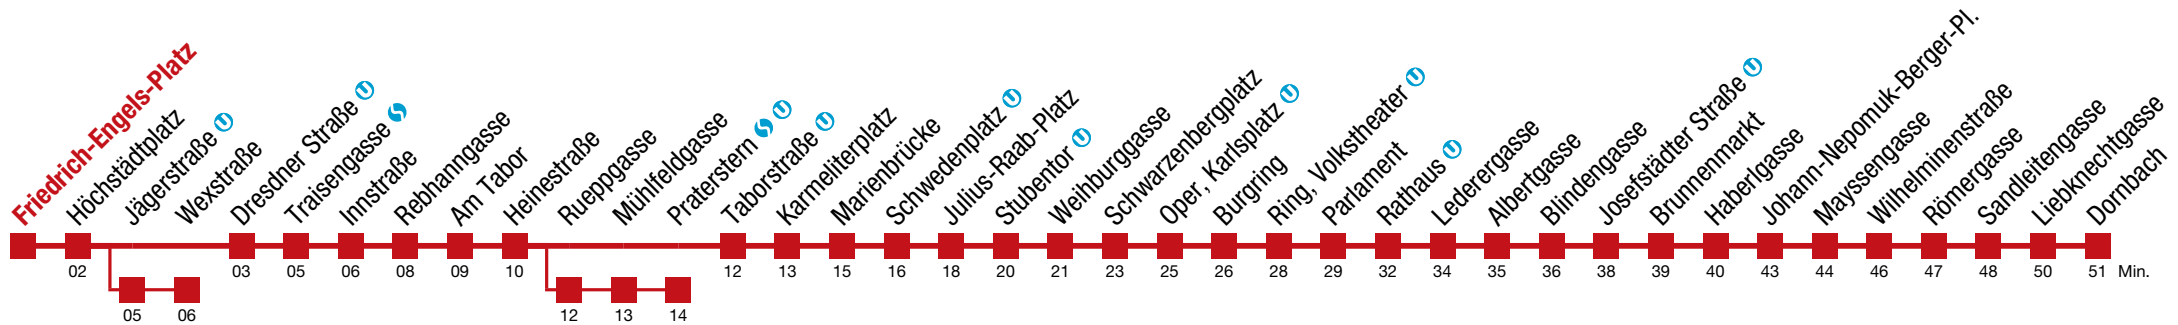 Friedrich-Engels-Platz
Höchstädtplatz
Jägerstraße
Wexstraße
Dresdner Straße
Traisengasse
Innstraße
Rebhanngasse
Am Tabor
Heinestraße
Rueppgasse
Mühlfeldgasse
Praterstern
Taborstraße
Karmeliterplatz
Marienbrücke
Schwedenplatz
Julius-Raab-Platz
Stubentor
Weihburggasse
Schwarzenbergplatz
Oper, Karlsplatz
Burgring
Ring, Volkstheater
Parlament
Rathaus
Lederergasse
Albertgasse
Blindengasse
Josefstädter Straße
Brunnenmarkt
Haberlgasse
Johann-Nepomuk-Berger-Pl.
Mayssengasse
Wilhelminenstraße
Römergasse
Sandleitengasse
Liebknechtgasse
Dornbach
02 03 05 06 08 09 10 12 13 15 16 18 20 21 23 25 26 28 29 32 34 35 36 38 39 40 43 44 46 47 48 50 51 Min.
05 06 12 13 14